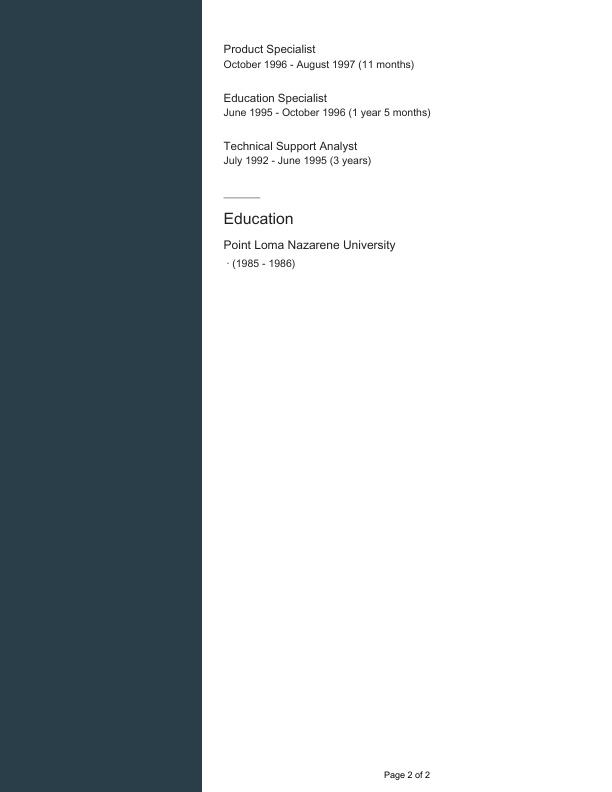 Product Specialist
October 1996 - August 1997 (11 months)
Education Specialist
June 1995 - October 1996 (1 year 5 months)
Technical Support Analyst
July 1992 - June 1995 (3 years)
Education
Point Loma Nazarene University
· (1985 - 1986)
Page 2 of 2